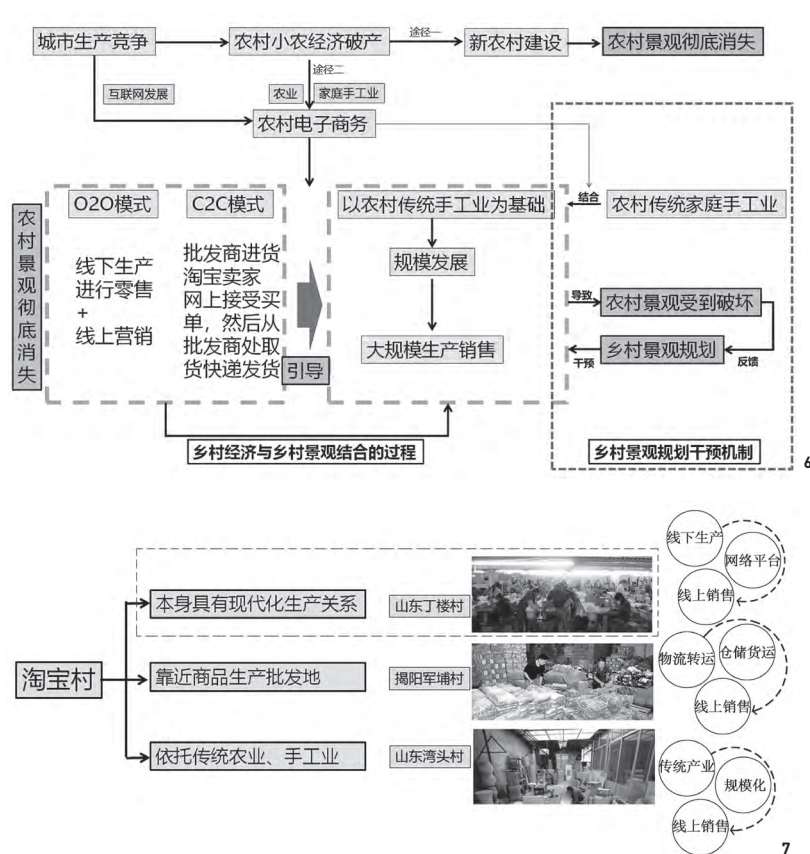 城市生产竞争
农村小农经济破产
途径一
新农村建设
农村景观彻底消失
途径二
互联网发展
农业
家庭手工业
农村电子商务
农村景观彻底消失
O2O模式
线下生产
进行零售
+
线上营销
C2C模式
批发商进货
淘宝卖家
网上接受买
单，然后从
批发商处取
货快递发货
引导
以农村传统手工业为基础
规模发展
大规模生产销售
结合
农村传统家庭手工业
导致
农村景观受到破坏
乡村景观规划
干预
反馈
乡村经济与乡村景观结合的过程
乡村景观规划干预机制
6
淘宝村
本身具有现代化生产关系
山东丁楼村
线下生产
网络平台
线上销售
靠近商品生产批发地
揭阳军埔村
物流转运
仓储货运
线上销售
依托传统农业、手工业
山东湾头村
传统产业
规模化
线上销售
7